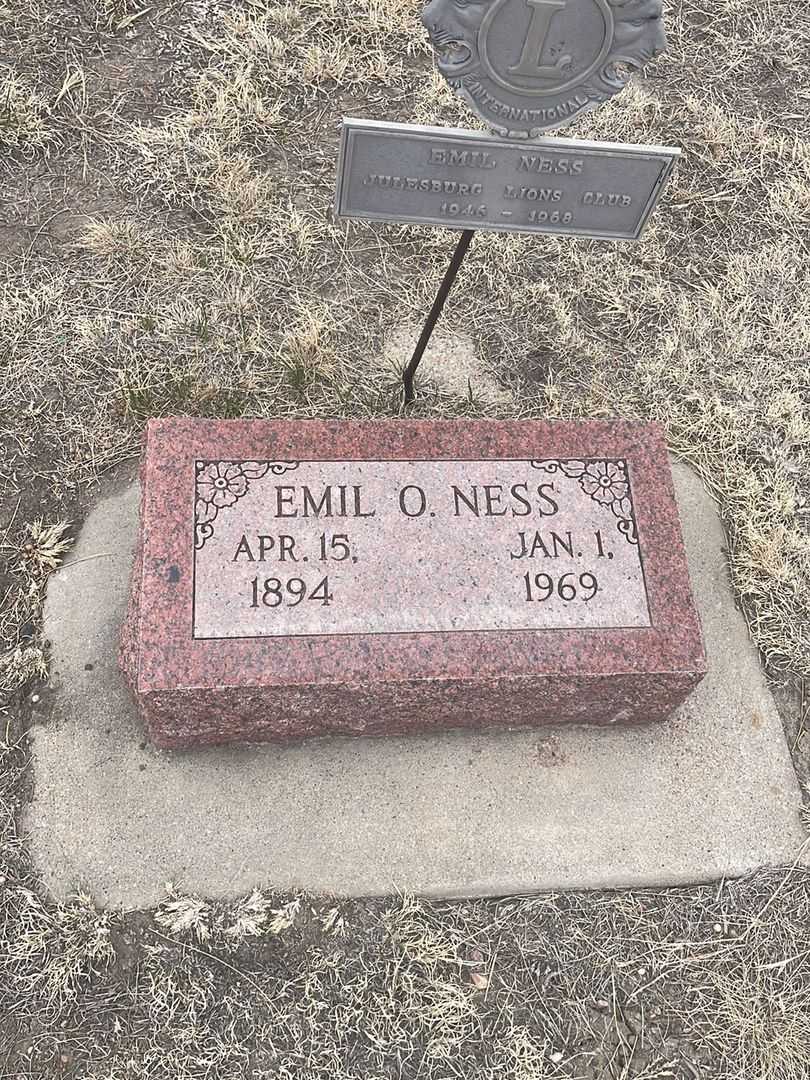 L
INTERNATIONAL
EMIL NESS
JULESBURG LIONS CLUB
1946 - 1968
EMIL O. NESS
APR. 15, JAN. 1,
1894 1969